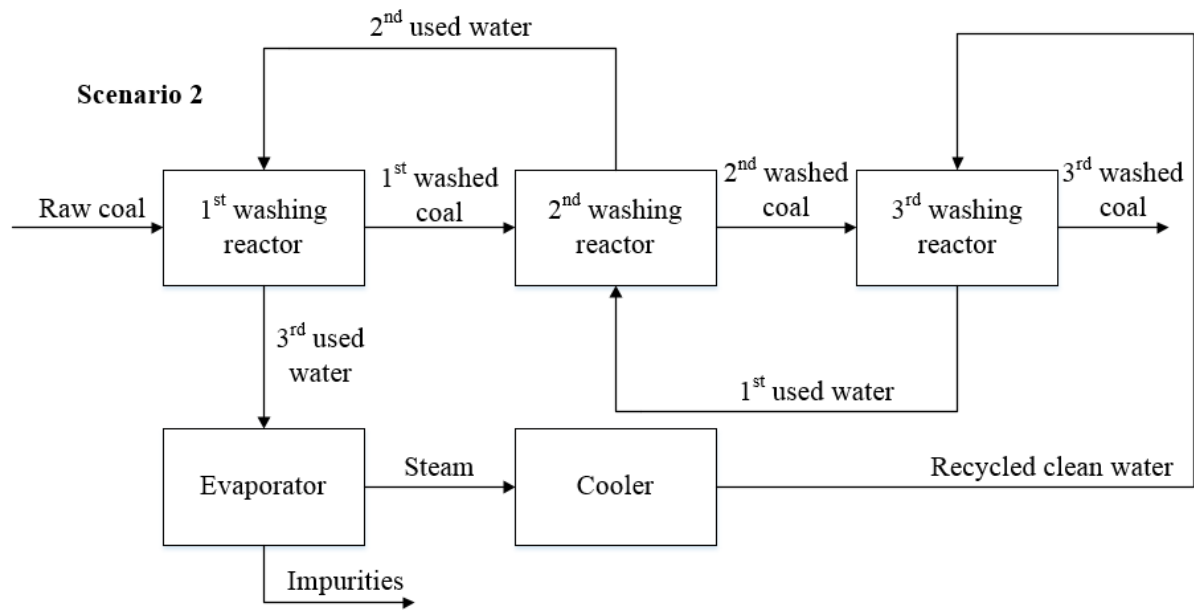 2nd used water
Scenario 2
Raw coal
1st washing
reactor
1st washed
coal
2nd washing
reactor
2nd washed
coal
3rd washing
reactor
3rd washed
coal
3rd used
water
1st used water
Evaporator
Steam
Cooler
Recycled clean water
Impurities